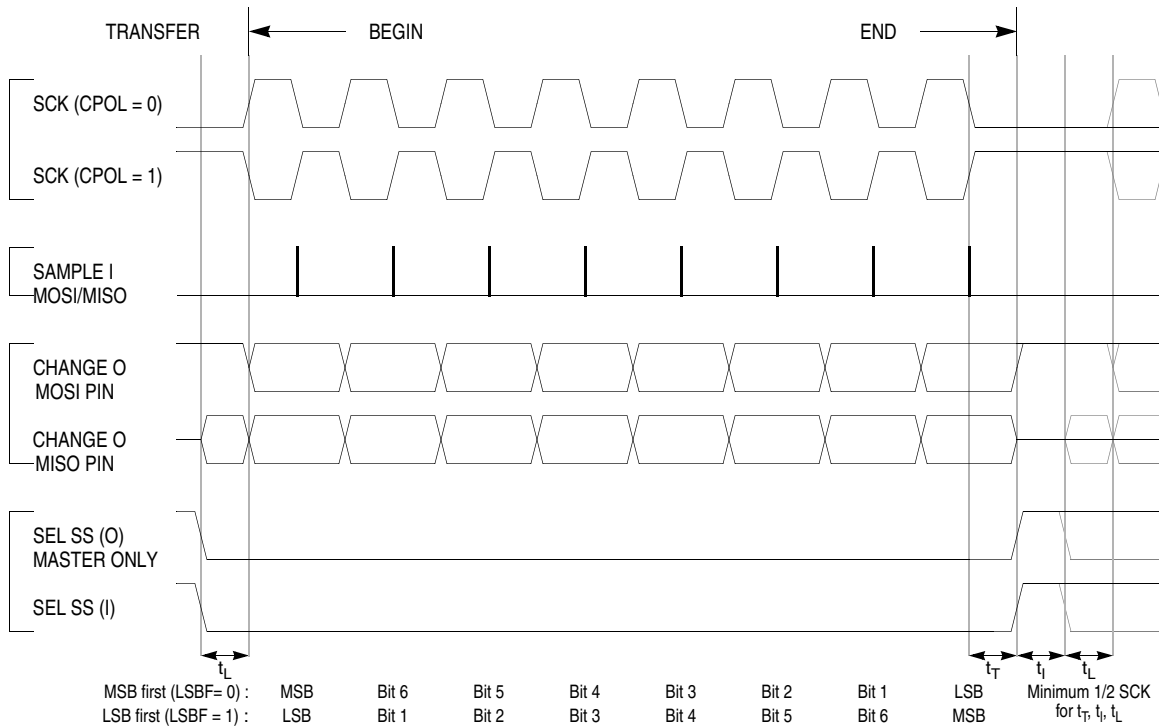 TRANSFER BEGIN END
SCK (CPOL = 0)
SCK (CPOL = 1)
SAMPLE I
MOSI/MISO
CHANGE O
MOSI PIN
CHANGE O
MISO PIN
SEL SS (O)
MASTER ONLY
SEL SS (I)
tL tT tI tL
MSB first (LSBF= 0) : MSB Bit 6 Bit 5 Bit 4 Bit 3 Bit 2 Bit 1 LSB Minimum 1/2 SCK
LSB first (LSBF = 1) : LSB Bit 1 Bit 2 Bit 3 Bit 4 Bit 5 Bit 6 MSB for tT, tI, tL